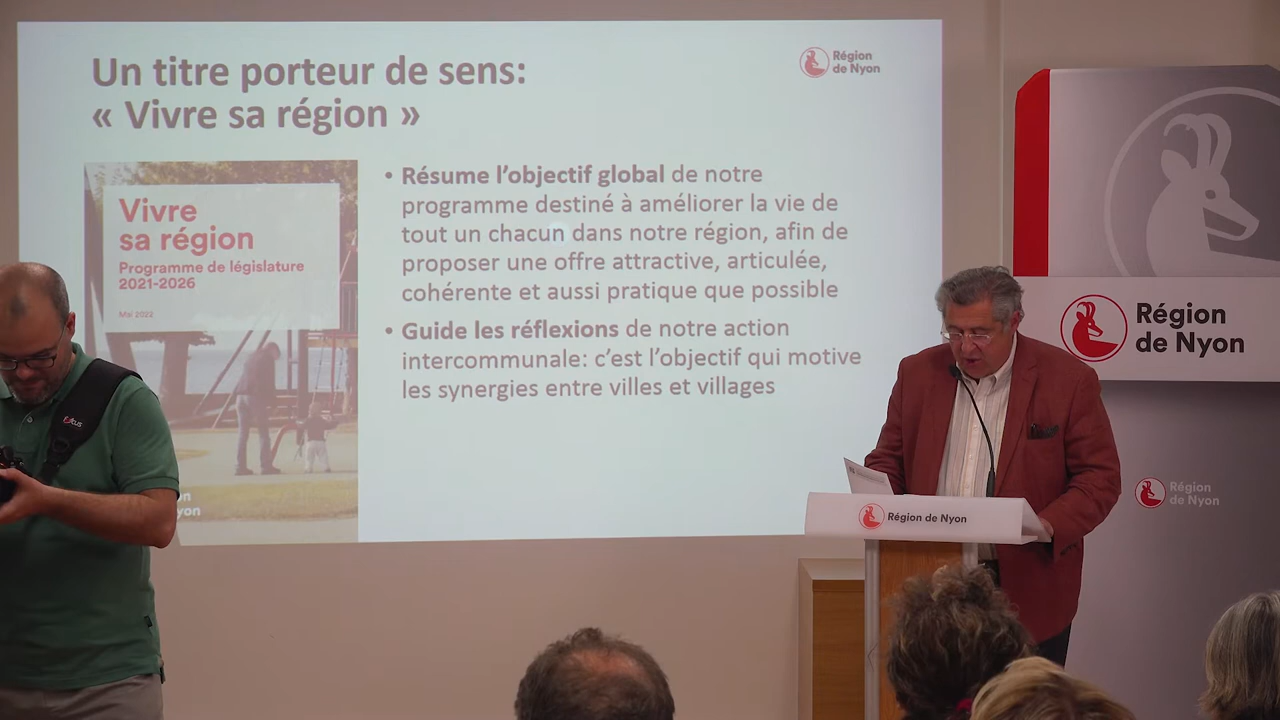 Un titre porteur de sens:
« Vivre sa région »
Région
de Nyon
Vivre
sa région
Programme de législature
2021-2026
Mai 2022
• Résume l’objectif global de notre
programme destiné à améliorer la vie de
tout un chacun dans notre région, afin de
proposer une offre attractive, articulée,
cohérente et aussi pratique que possible
• Guide les réflexions de notre action
intercommunale: c’est l’objectif qui motive
les synergies entre villes et villages
on
yon
Région
de Nyon
Région
de Nyon
Région de Nyon